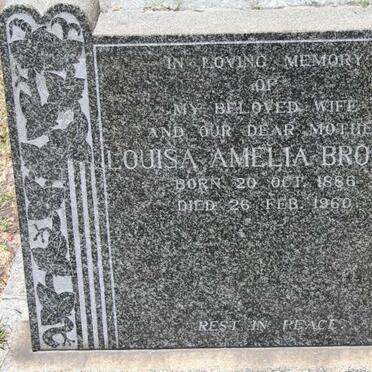 IN LOVING MEMORY
OF
MY BELOVED WIFE
AND OUR DEAR MOTHE
LOUISA AMELIA BRO
BORN 20 OCT. 1886
DIED 26 FEB. 1960
REST IN PEACE